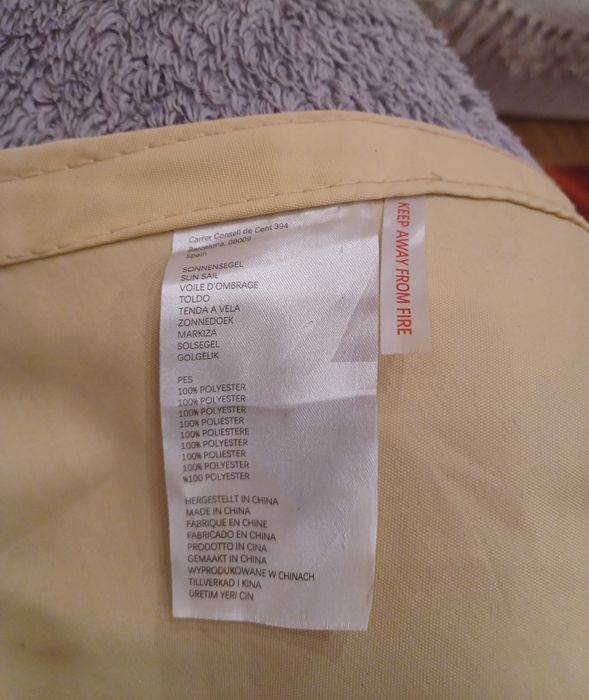 Carrer Consell de Cent 394
Barcelona, 08009
Spain
SONNENSEGEL
SUN SAIL
VOILE D'OMBRAGE
TOLDO
TENDA A VELA
ZONNEDOEK
MARKIZA
SOLSEGEL
GÖLGELIK
PES
100% POLYESTER
100% POLYESTER
100% POLYESTER
100% POLIESTER
100% POLIESTERE
100% POLYESTER
100% POLIESTER
100% POLYESTER
%100 POLYESTER
HERGESTELLT IN CHINA
MADE IN CHINA
FABRIQUE EN CHINE
FABRICADO EN CHINA
PRODOTTO IN CINA
GEMAAKT IN CHINA
WYPRODUKOWANE W CHINACH
TILLVERKAD I KINA
ÜRETIM YERI CIN
KEEP AWAY FROM FIRE